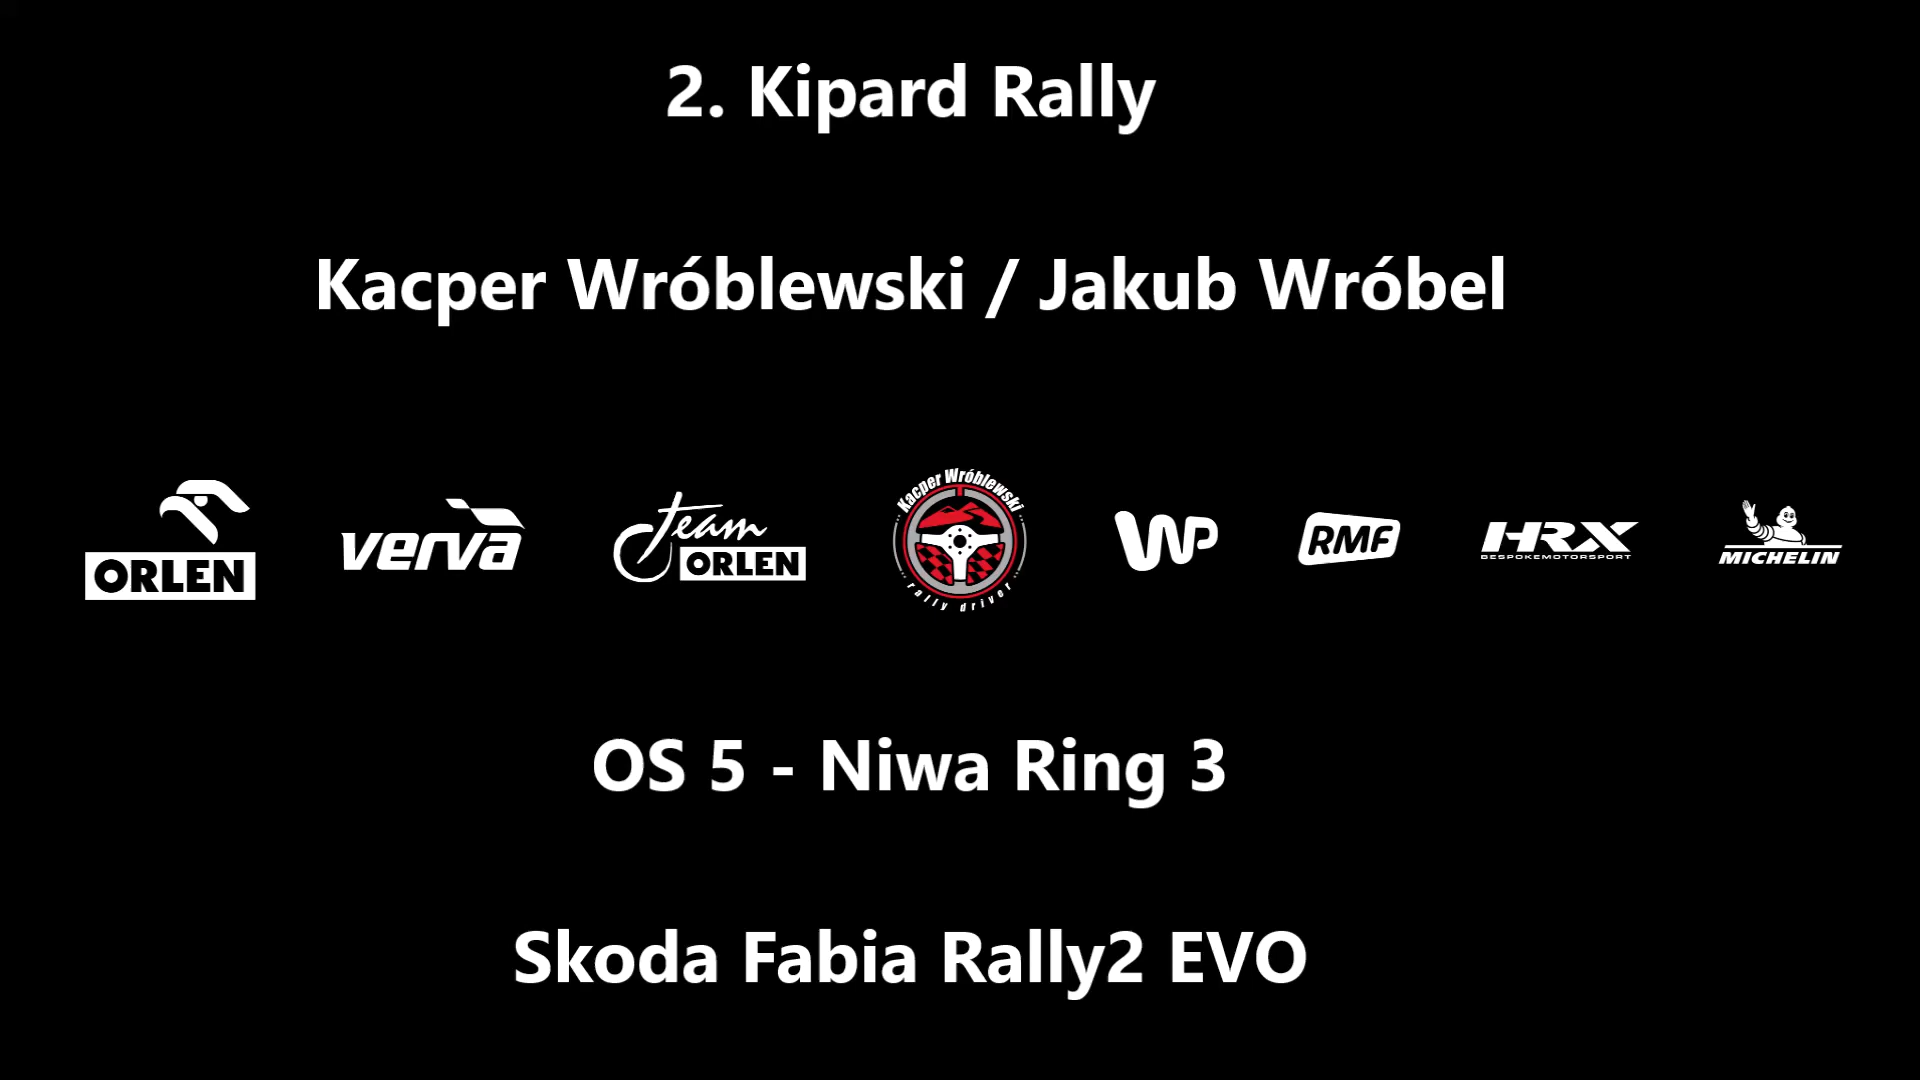 2. Kipard Rally
Kacper Wróblewski / Jakub Wróbel
ORLEN
verva
Team
ORLEN
Kacper Wróblewski
rally driver
WP
RMF
HRX
BESPOKEMOTORSPORT
MICHELIN
OS 5 - Niwa Ring 3
Skoda Fabia Rally2 EVO